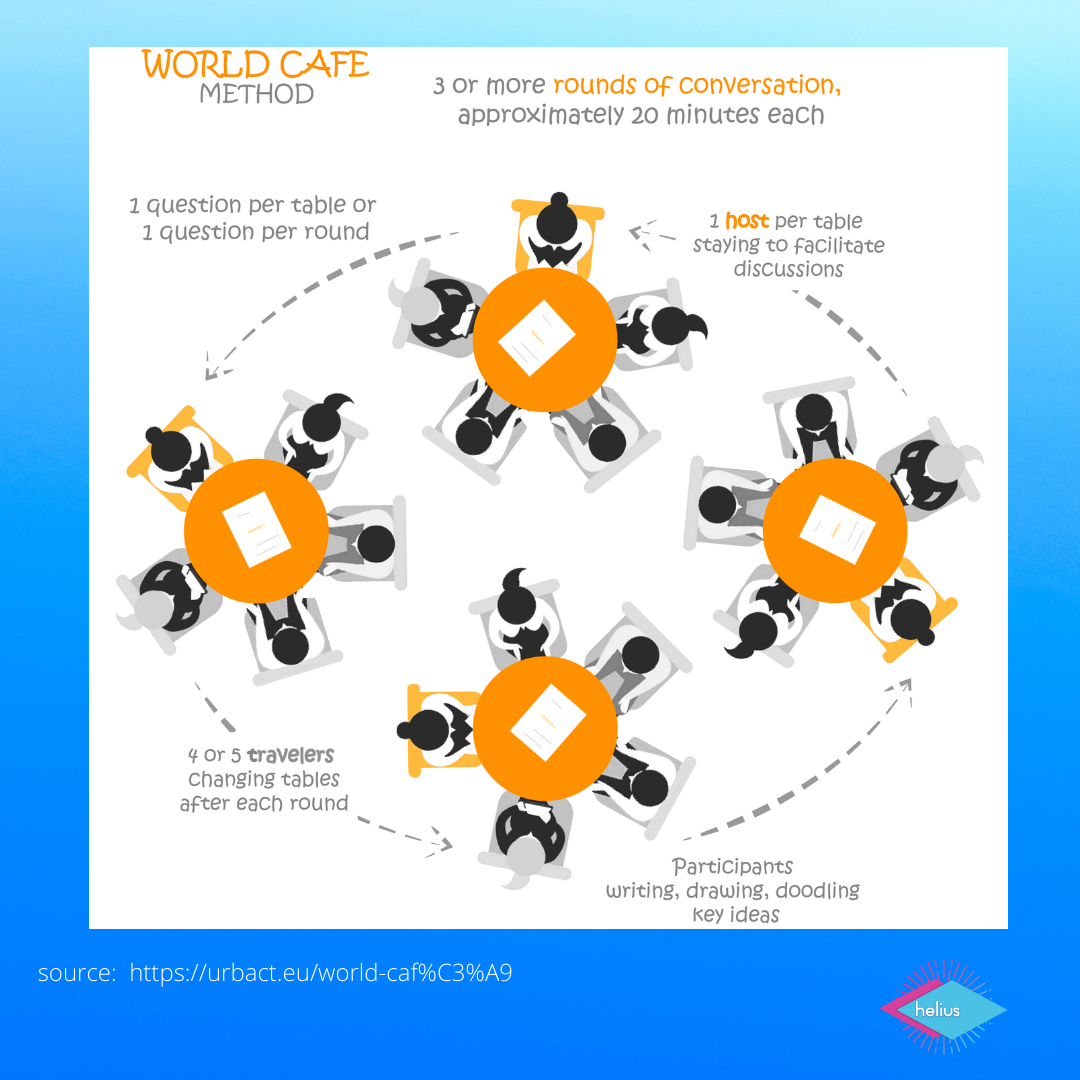 WORLD CAFE
METHOD
3 or more rounds of conversation,
approximately 20 minutes each
1 question per table or
1 question per round
1 host per table
staying to facilitate
discussions
4 or 5 travelers
changing tables
after each round
Participants
writing, drawing, doodling
key ideas
source: https://urbact.eu/world-caf%C3%A9
helius